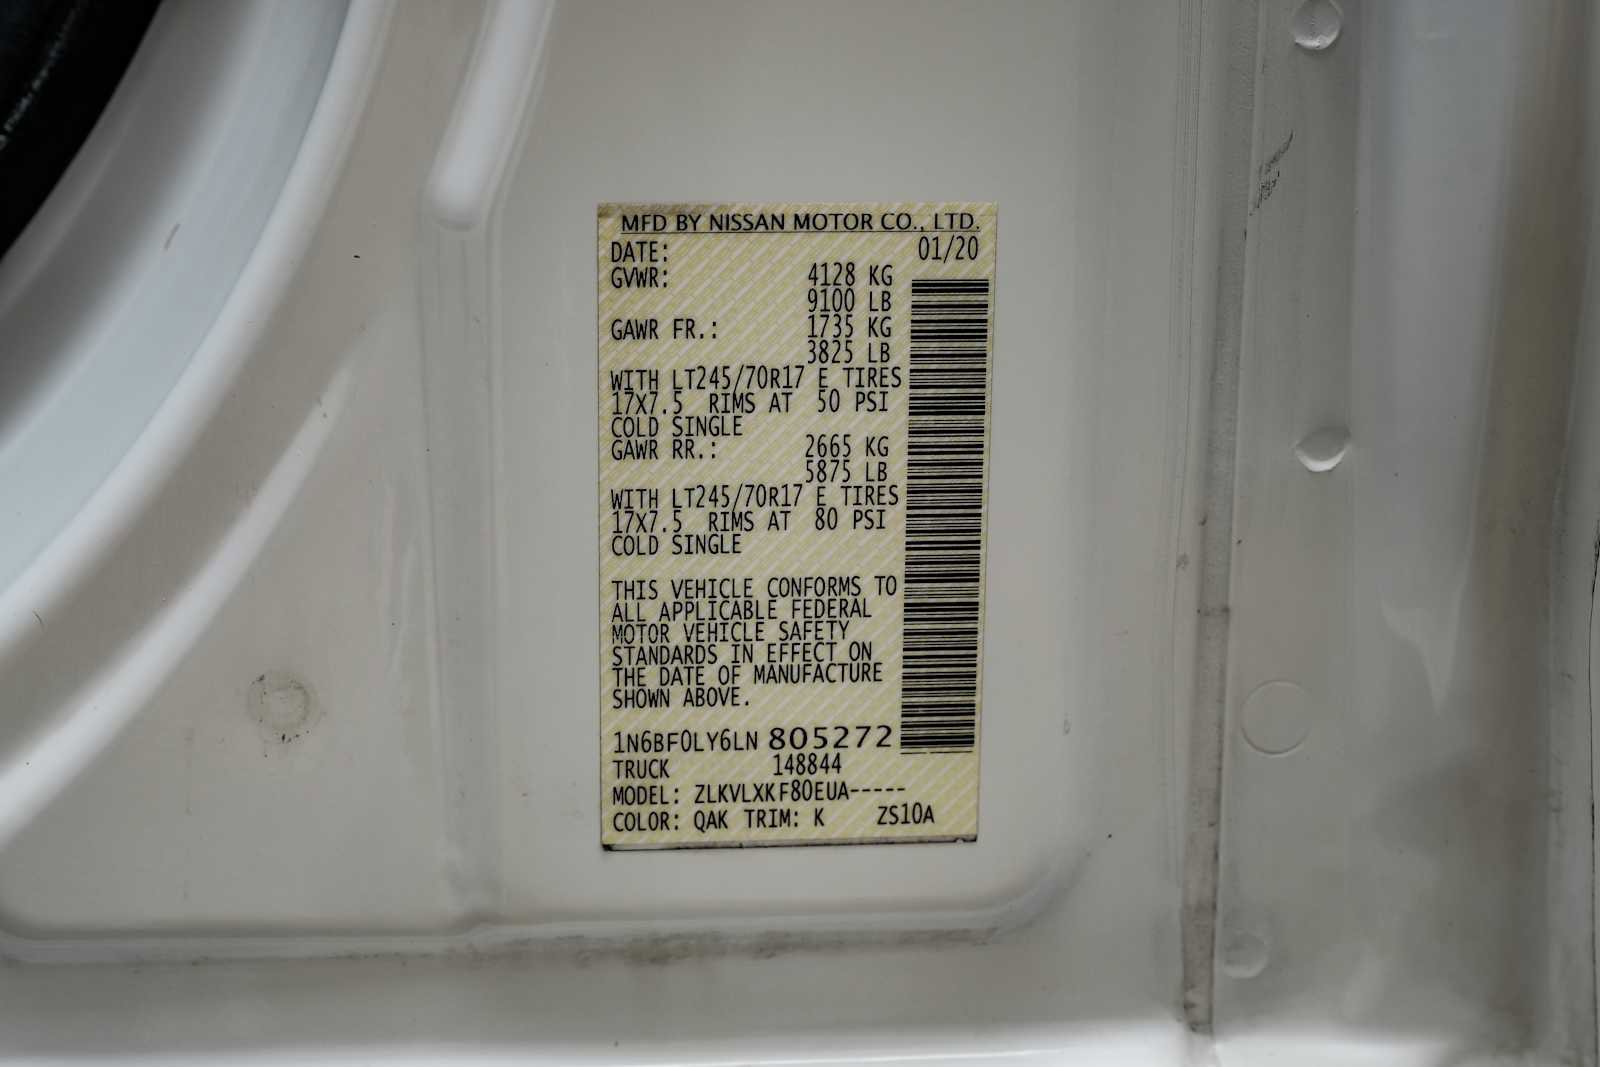 MFD BY NISSAN MOTOR CO., LTD.
DATE: 01/20
GVWR: 4128 KG
9100 LB
GAWR FR.: 1735 KG
3825 LB
WITH LT245/70R17 E TIRES
17X7.5 RIMS AT 50 PSI
COLD SINGLE
GAWR RR.: 2665 KG
5875 LB
WITH LT245/70R17 E TIRES
17X7.5 RIMS AT 80 PSI
COLD SINGLE
THIS VEHICLE CONFORMS TO
ALL APPLICABLE FEDERAL
MOTOR VEHICLE SAFETY
STANDARDS IN EFFECT ON
THE DATE OF MANUFACTURE
SHOWN ABOVE.
1N6BF0LY6LN 805272
TRUCK 148844
MODEL: ZLKVLXKF80EUA-----
COLOR: QAK TRIM: K ZS10A